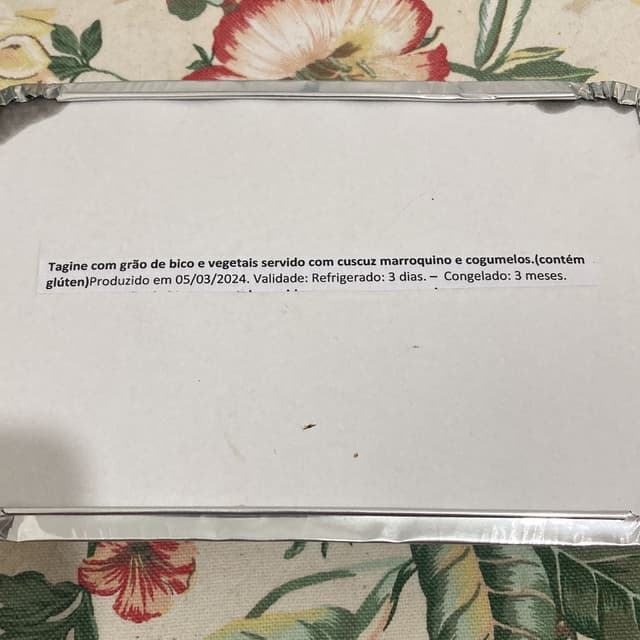 Tagine com grão de bico e vegetais servido com cuscuz marroquino e cogumelos.(contém
glúten)Produzido em 05/03/2024. Validade: Refrigerado: 3 dias. – Congelado: 3 meses.